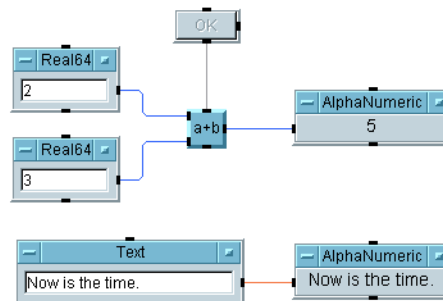 OK
Real64
2
a+b
AlphaNumeric
5
Real64
3
Text
Now is the time.
AlphaNumeric
Now is the time.